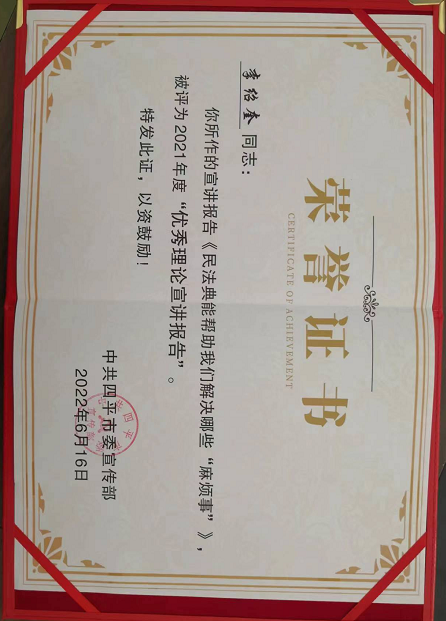 荣誉证书
CERTIFICATE OF ACHIEVEMENT
李绍奎 同志：
你所作的宣讲报告《民法典能帮助我们解决哪些“麻烦事”》，
被评为2021年度“优秀理论宣讲报告”。
特发此证，以资鼓励！
中共四平市委宣传部
2022年6月16日